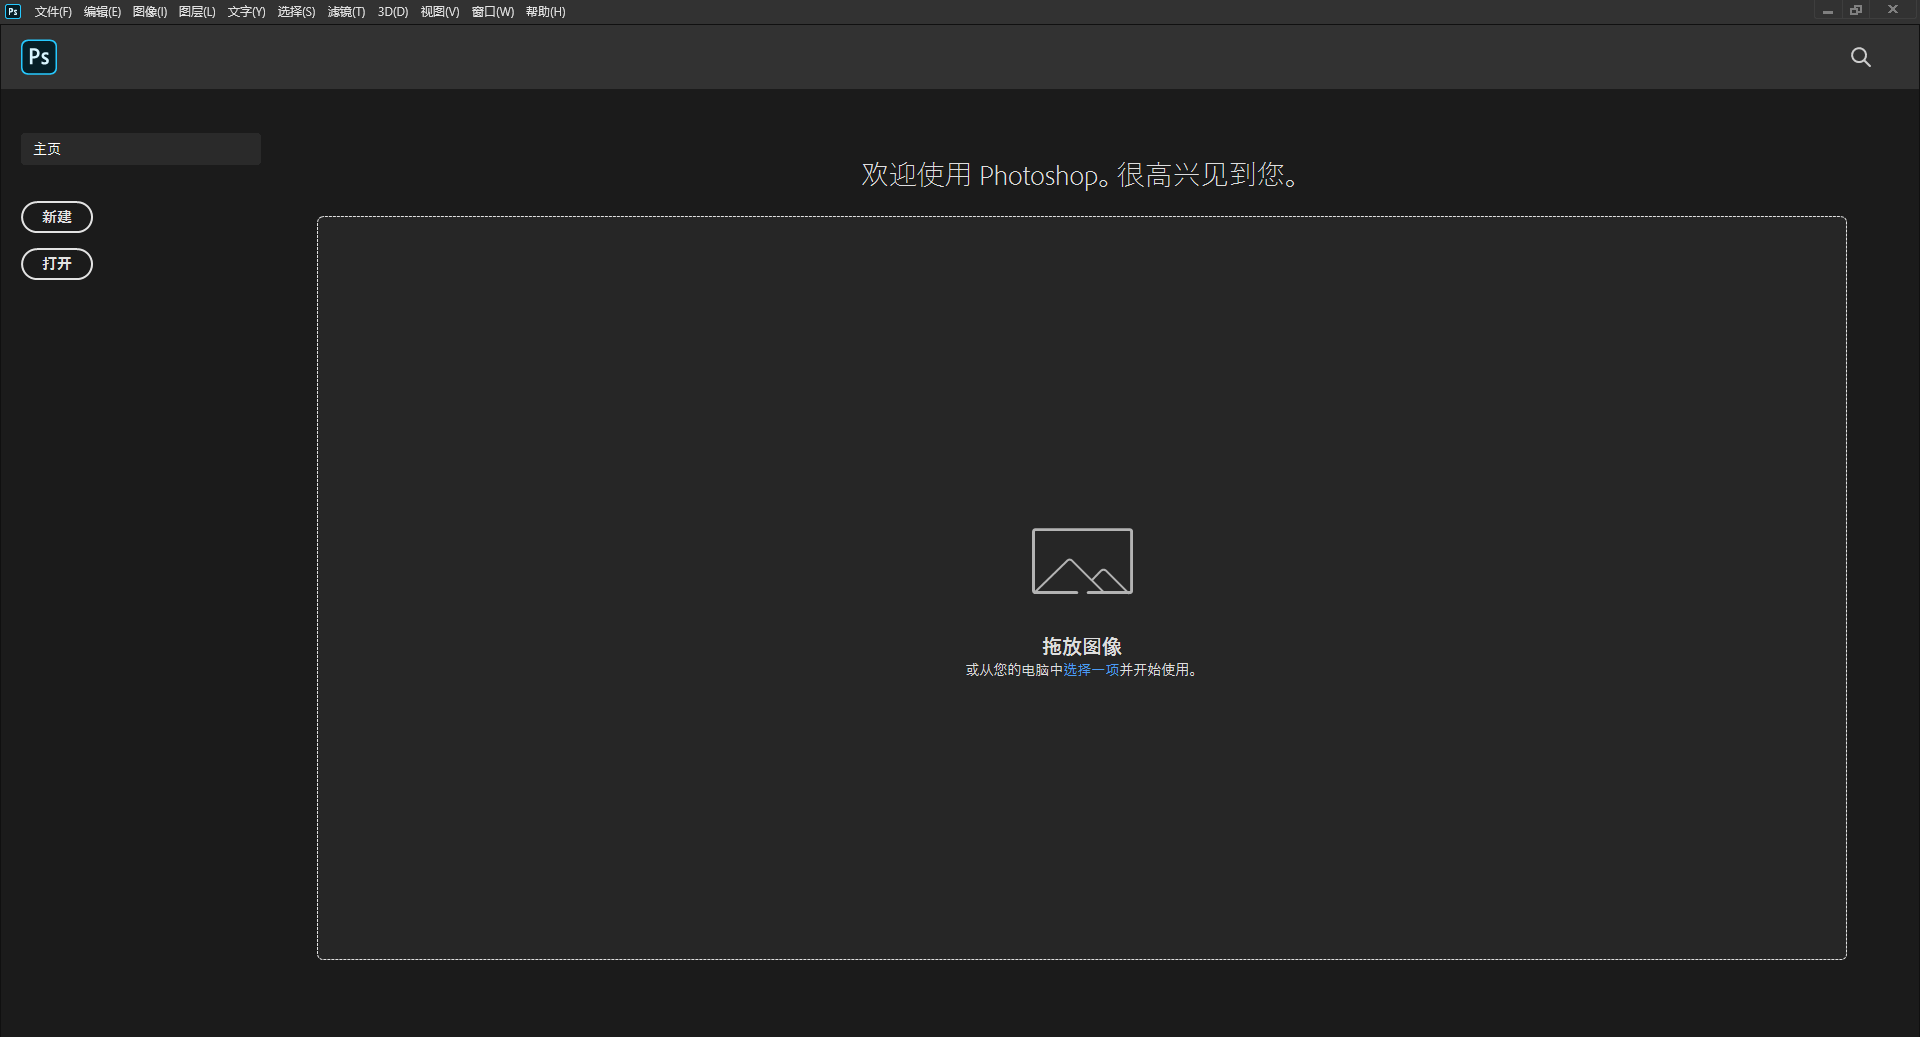 Ps 文件(F) 编辑(E) 图像(I) 图层(L) 文字(Y) 选择(S) 滤镜(T) 3D(D) 视图(V) 窗口(W) 帮助(H)
Ps
主页
新建
打开
欢迎使用 Photoshop。很高兴见到您。
拖放图像
或从您的电脑中选择一项并开始使用。